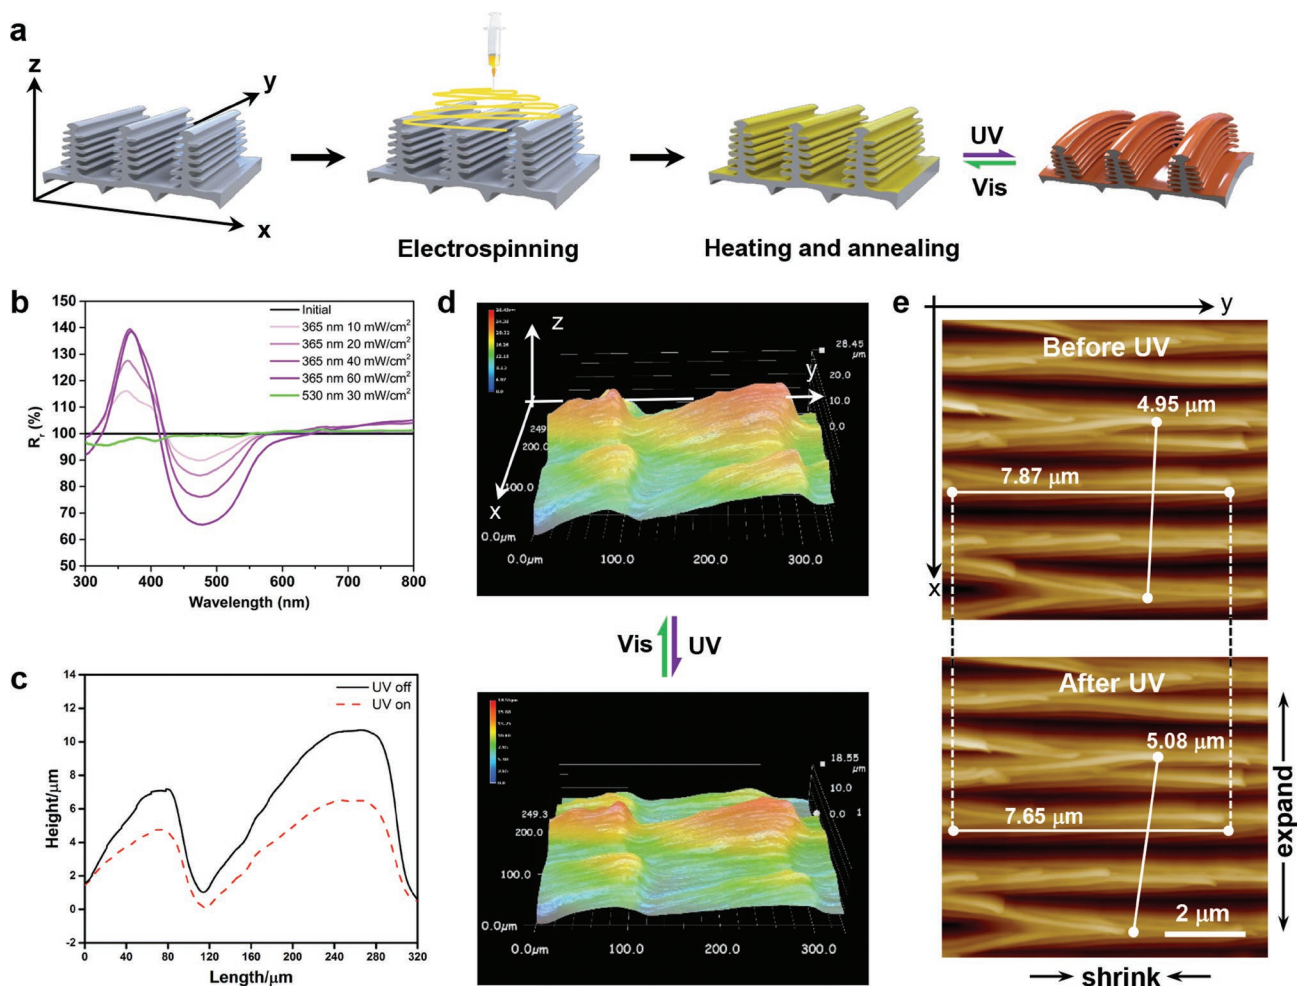 a
z
y
x
Electrospinning
Heating and annealing
UV
Vis
b
150
140
130
120
110
100
90
80
70
60
50
R_r (%)
Initial
365 nm 10 mW/cm²
365 nm 20 mW/cm²
365 nm 40 mW/cm²
365 nm 60 mW/cm²
530 nm 30 mW/cm²
300 400 500 600 700 800
Wavelength (nm)
c
14
12
10
8
6
4
2
0
-2
Height/μm
UV off
UV on
0 40 80 120 160 200 240 280 320
Length/μm
d
z
y
x
28.45
μm
20.0
10.0
0.0
200.0
100.0
0.0μm
0.0μm 100.0 200.0 300.0
Vis UV
18.55
μm
10.0
0.0
1
249.3
200.0
100.0
0.0μm
0.0μm 100.0 200.0 300.0
e
y
x
Before UV
4.95 μm
7.87 μm
After UV
5.08 μm
7.65 μm
2 μm
expand
shrink